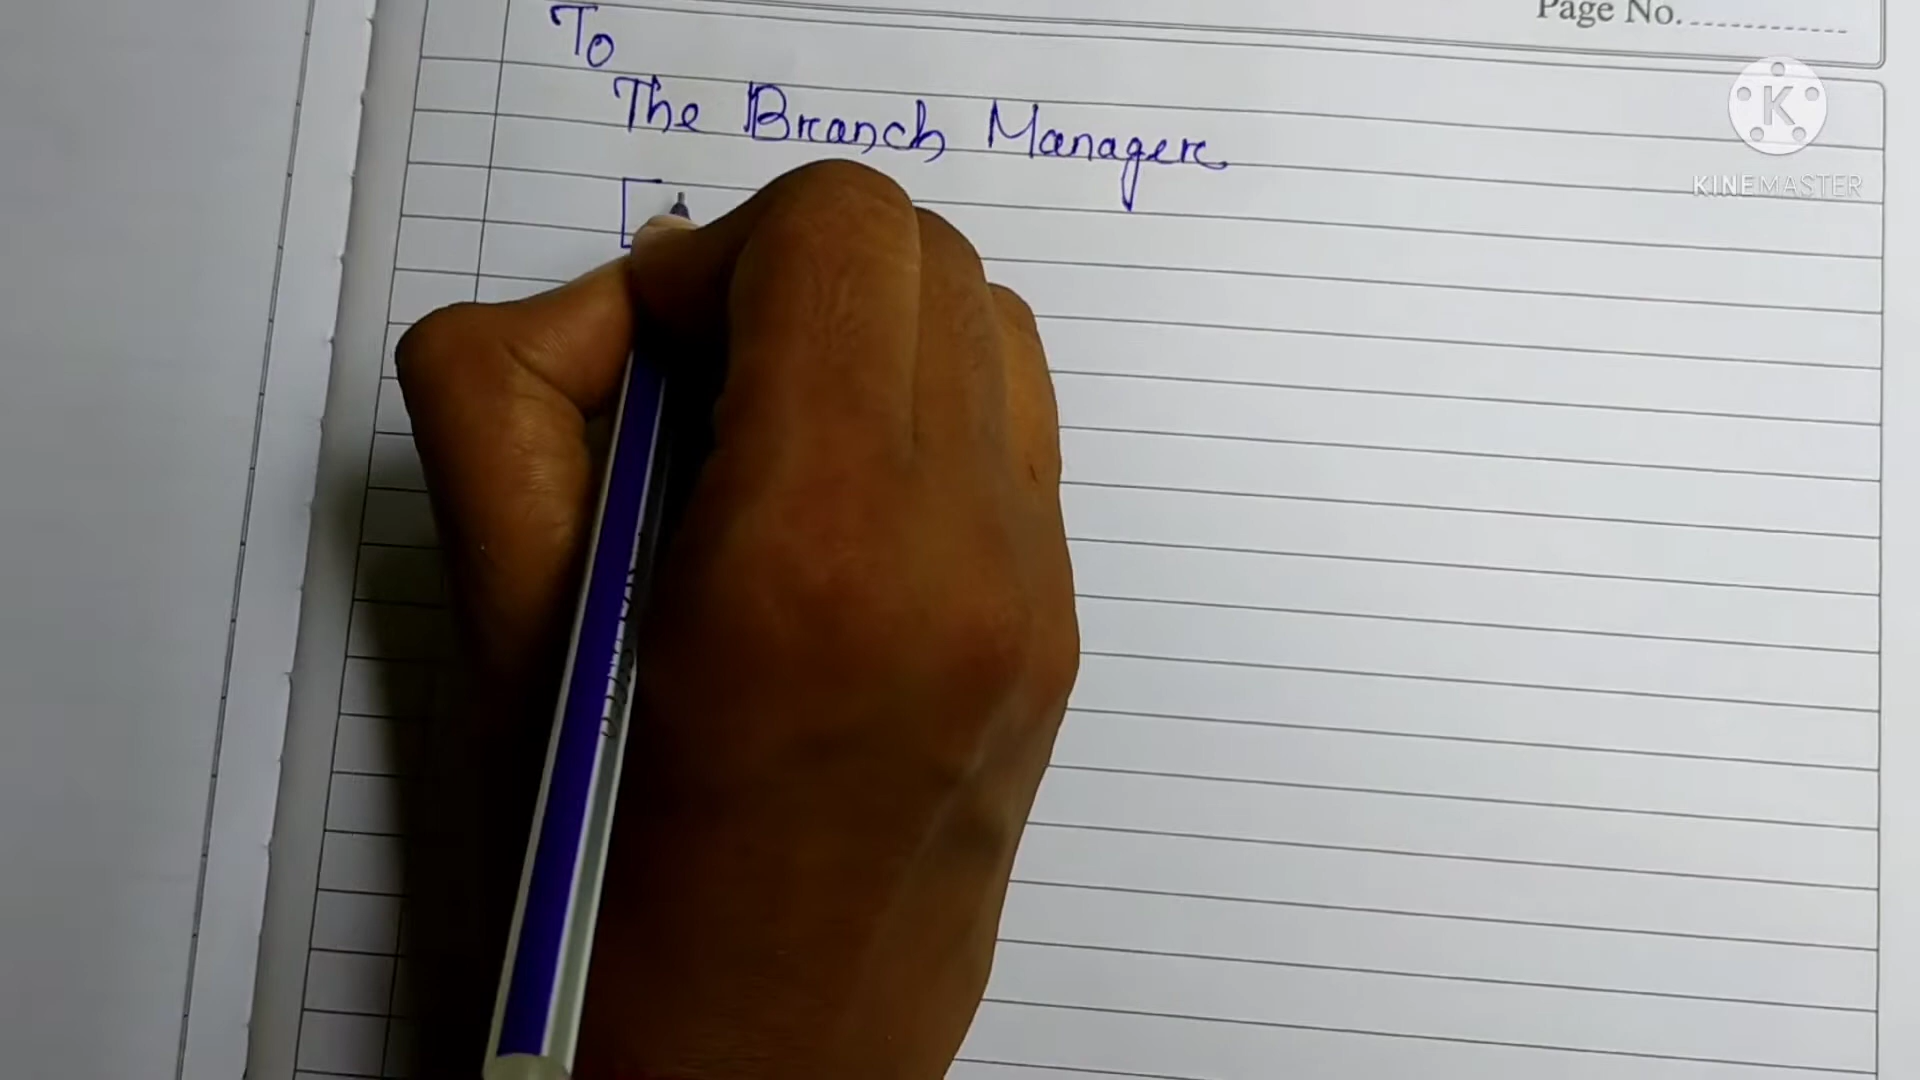 Page No.
To
The Branch Manager
[
K
KINEMASTER